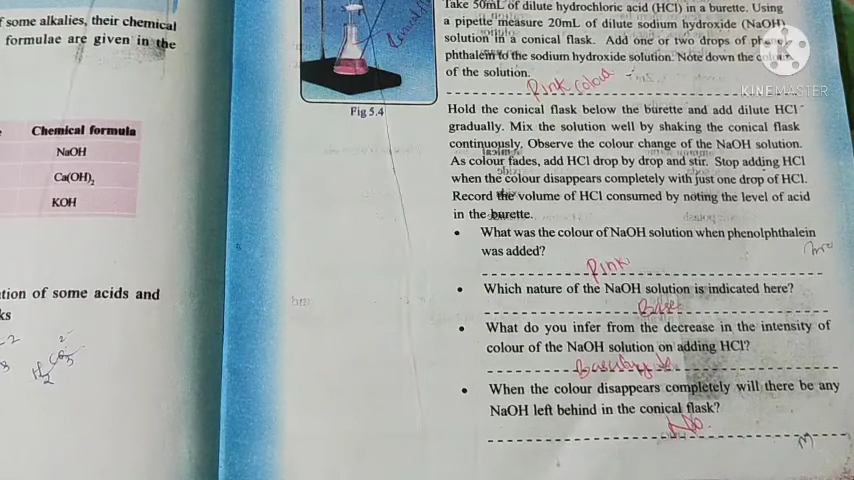 f some alkalies, their chemical
formulae are given in the
Chemical formula
NaOH
Ca(OH)₂
KOH
tion of some acids and
ks
H₂CO₃
Fig 5.4
Take 50mL of dilute hydrochloric acid (HCl) in a burette. Using
a pipette measure 20mL of dilute sodium hydroxide (NaOH)
solution in a conical flask. Add one or two drops of phenol
phthalein to the sodium hydroxide solution. Note down the colour
of the solution.
Pink colour
Hold the conical flask below the burette and add dilute HCl
gradually. Mix the solution well by shaking the conical flask
continuously. Observe the colour change of the NaOH solution.
As colour fades, add HCl drop by drop and stir. Stop adding HCl
when the colour disappears completely with just one drop of HCl.
Record the volume of HCl consumed by noting the level of acid
in the burette.
• What was the colour of NaOH solution when phenolphthalein
was added?
Pink
• Which nature of the NaOH solution is indicated here?
Base
• What do you infer from the decrease in the intensity of
colour of the NaOH solution on adding HCl?
• When the colour disappears completely will there be any
NaOH left behind in the conical flask?
No.
KINEMASTER